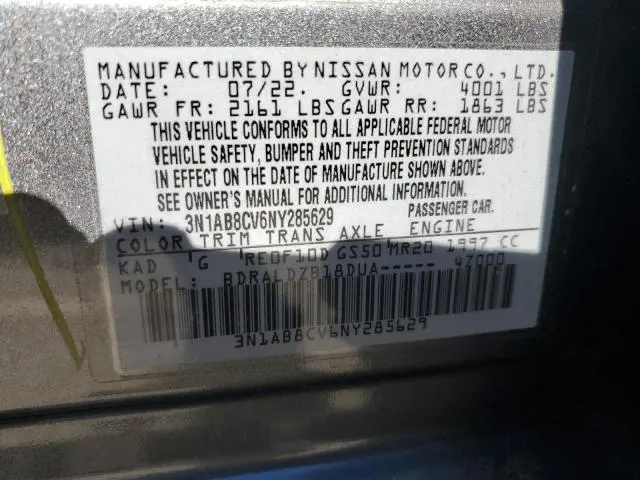 MANUFACTURED BY NISSAN MOTOR CO., LTD.
DATE: 07/22. GVWR: 4001 LBS
GAWR FR: 2161 LBS GAWR RR: 1863 LBS
THIS VEHICLE CONFORMS TO ALL APPLICABLE FEDERAL MOTOR
VEHICLE SAFETY, BUMPER AND THEFT PREVENTION STANDARDS
IN EFFECT ON THE DATE OF MANUFACTURE SHOWN ABOVE.
SEE OWNER'S MANUAL FOR ADDITIONAL INFORMATION.
VIN: 3N1AB8CV6NY285629 PASSENGER CAR.
COLOR TRIM TRANS AXLE ENGINE
KAD G RE0F10D GS50 MR20 1997 CC
MODEL: BDRALDZB18DUA----- 4Z000
3N1AB8CV6NY285629